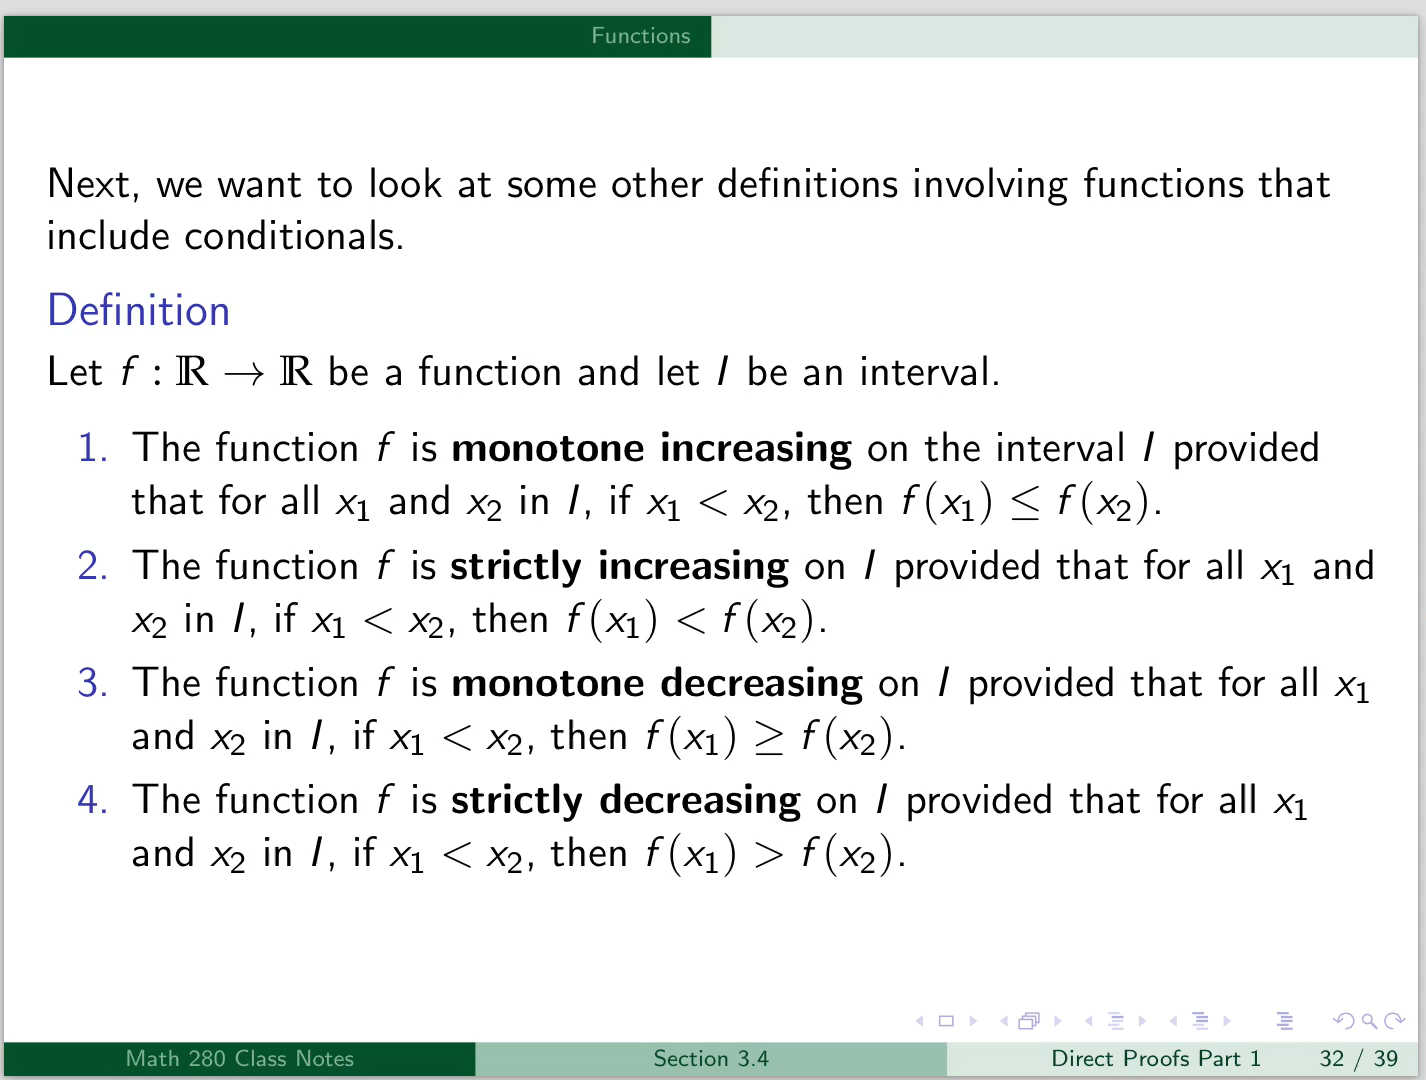 Functions
Next, we want to look at some other definitions involving functions that
include conditionals.
Definition
Let f : ℝ → ℝ be a function and let I be an interval.
1. The function f is monotone increasing on the interval I provided
that for all x₁ and x₂ in I, if x₁ < x₂, then f(x₁) ≤ f(x₂).
2. The function f is strictly increasing on I provided that for all x₁ and
x₂ in I, if x₁ < x₂, then f(x₁) < f(x₂).
3. The function f is monotone decreasing on I provided that for all x₁
and x₂ in I, if x₁ < x₂, then f(x₁) ≥ f(x₂).
4. The function f is strictly decreasing on I provided that for all x₁
and x₂ in I, if x₁ < x₂, then f(x₁) > f(x₂).
Math 280 Class Notes Section 3.4 Direct Proofs Part 1 32 / 39